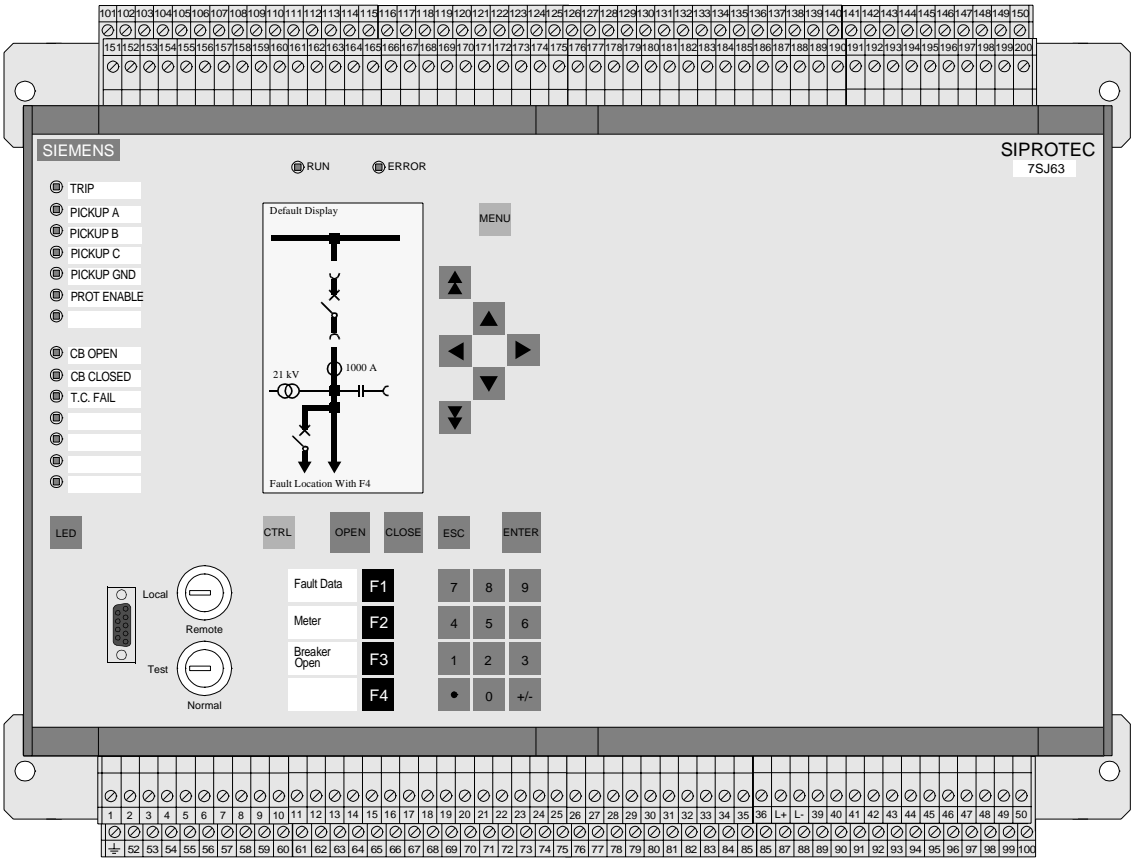 101 102 103 104 105 106 107 108 109 110 111 112 113 114 115 116 117 118 119 120 121 122 123 124 125 126 127 128 129 130 131 132 133 134 135 136 137 138 139 140 141 142 143 144 145 146 147 148 149 150
151 152 153 154 155 156 157 158 159 160 161 162 163 164 165 166 167 168 169 170 171 172 173 174 175 176 177 178 179 180 181 182 183 184 185 186 187 188 189 190 191 192 193 194 195 196 197 198 199 200
SIEMENS
SIPROTEC
7SJ63
RUN
ERROR
TRIP
PICKUP A
PICKUP B
PICKUP C
PICKUP GND
PROT ENABLE
CB OPEN
CB CLOSED
T.C. FAIL
Default Display
21 kV
1000 A
Fault Location With F4
MENU
LED
CTRL
OPEN
CLOSE
ESC
ENTER
Local
Remote
Test
Normal
Fault Data F1
Meter F2
Breaker
Open F3
F4
7 8 9
4 5 6
1 2 3
• 0 +/-
1 2 3 4 5 6 7 8 9 10 11 12 13 14 15 16 17 18 19 20 21 22 23 24 25 26 27 28 29 30 31 32 33 34 35 36 L+ L- 39 40 41 42 43 44 45 46 47 48 49 50
52 53 54 55 56 57 58 59 60 61 62 63 64 65 66 67 68 69 70 71 72 73 74 75 76 77 78 79 80 81 82 83 84 85 85 87 88 89 90 91 92 93 94 95 96 97 98 99 100